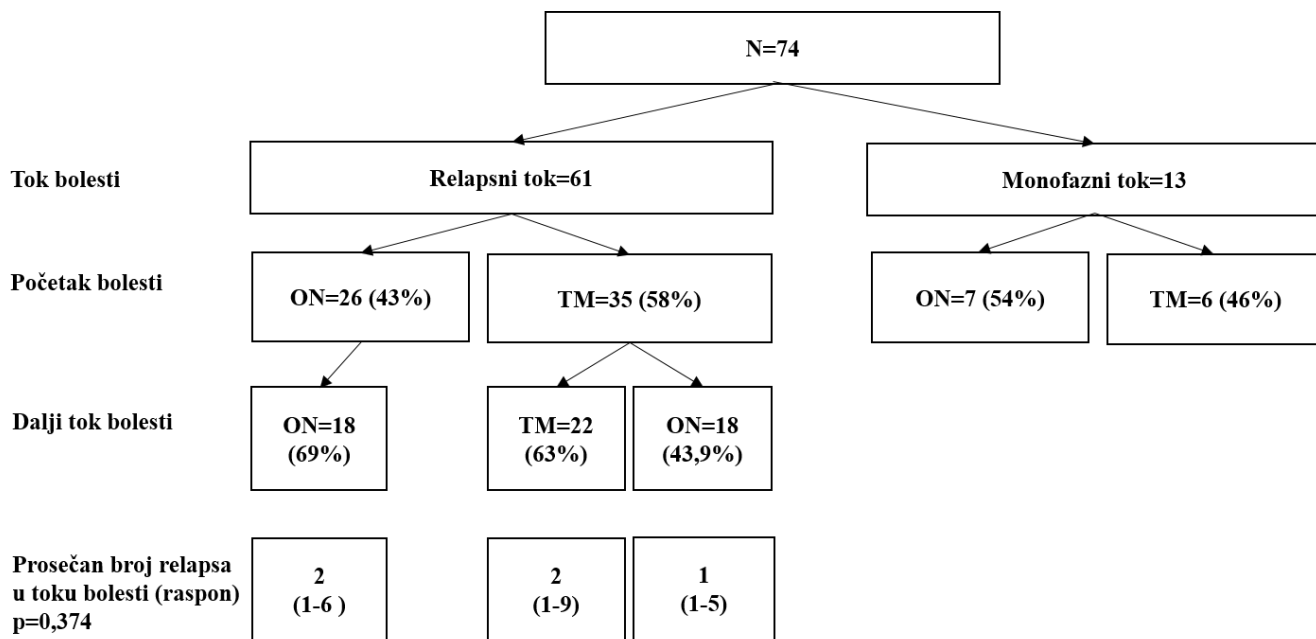 N=74
Tok bolesti
Relapsni tok=61
Monofazni tok=13
Početak bolesti
ON=26 (43%)
TM=35 (58%)
ON=7 (54%)
TM=6 (46%)
Dalji tok bolesti
ON=18
(69%)
TM=22
(63%)
ON=18
(43,9%)
Prosečan broj relapsa
u toku bolesti (raspon)
p=0,374
2
(1-6 )
2
(1-9)
1
(1-5)